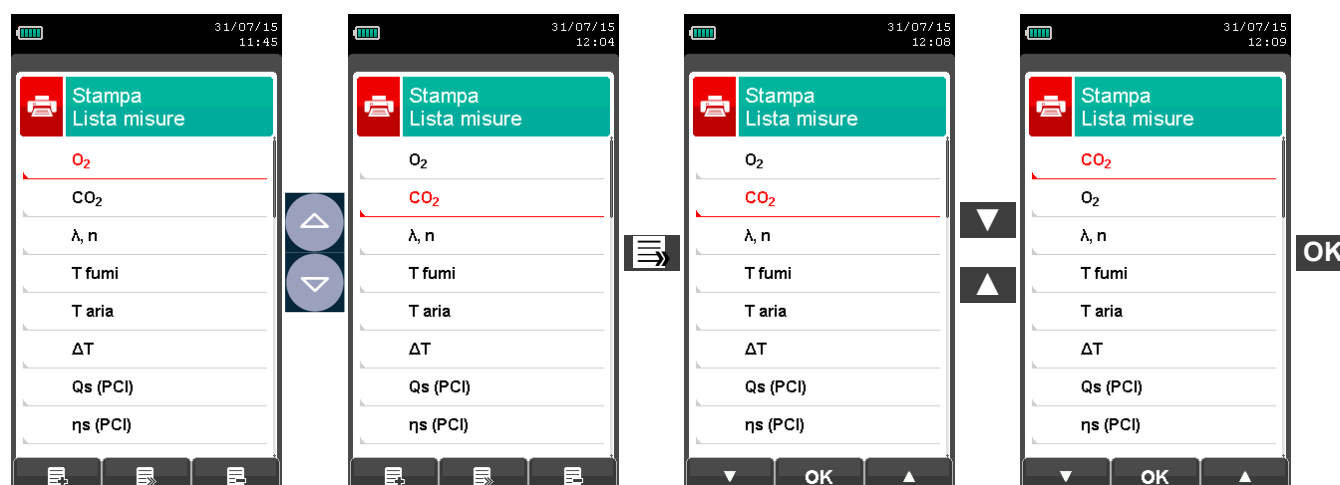 31/07/15
11:45
Stampa
Lista misure
O₂
CO₂
λ, n
T fumi
T aria
ΔT
Qs (PCI)
ηs (PCI)
31/07/15
12:04
Stampa
Lista misure
O₂
CO₂
λ, n
T fumi
T aria
ΔT
Qs (PCI)
ηs (PCI)
31/07/15
12:08
Stampa
Lista misure
O₂
CO₂
λ, n
T fumi
T aria
ΔT
Qs (PCI)
ηs (PCI)
▼ OK ▲
▼
▲
31/07/15
12:09
Stampa
Lista misure
CO₂
O₂
λ, n
T fumi
T aria
ΔT
Qs (PCI)
ηs (PCI)
▼ OK ▲
OK